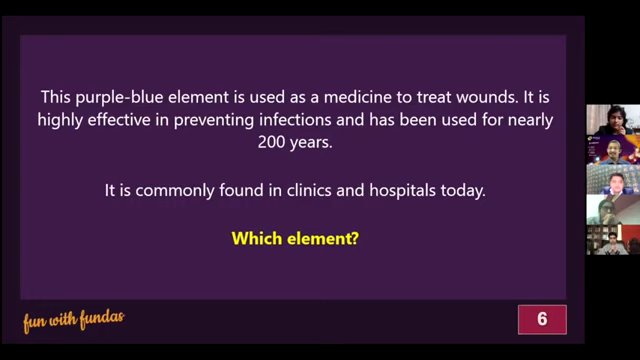 This purple-blue element is used as a medicine to treat wounds. It is
highly effective in preventing infections and has been used for nearly
200 years.
It is commonly found in clinics and hospitals today.
Which element?
fun with fundas
6